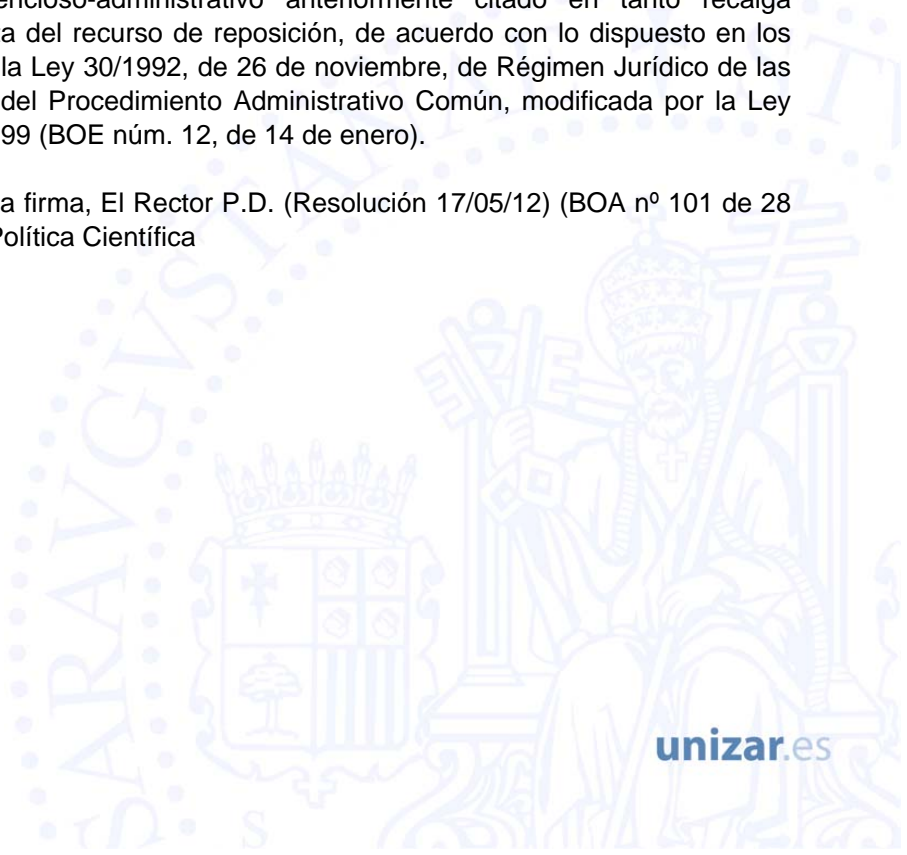 encioso-administrativo anteriormente citado en tanto recaiga
a del recurso de reposición, de acuerdo con lo dispuesto en los
la Ley 30/1992, de 26 de noviembre, de Régimen Jurídico de las
del Procedimiento Administrativo Común, modificada por la Ley
99 (BOE núm. 12, de 14 de enero).
a firma, El Rector P.D. (Resolución 17/05/12) (BOA nº 101 de 28
Política Científica
unizar.es